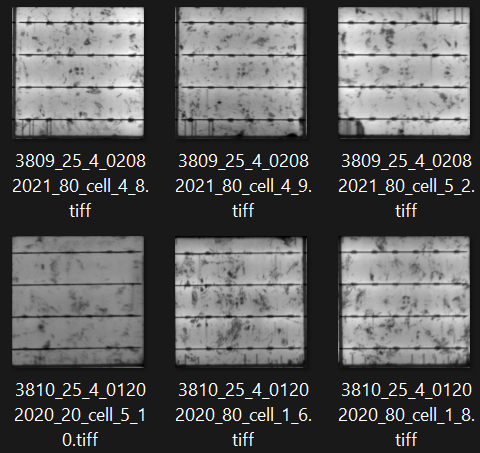 3809_25_4_0208 3809_25_4_0208 3809_25_4_0208
2021_80_cell_4_8. 2021_80_cell_4_9. 2021_80_cell_5_2.
tiff tiff tiff
3810_25_4_0120 3810_25_4_0120 3810_25_4_0120
2020_20_cell_5_1 2020_80_cell_1_6. 2020_80_cell_1_8.
0.tiff tiff tiff